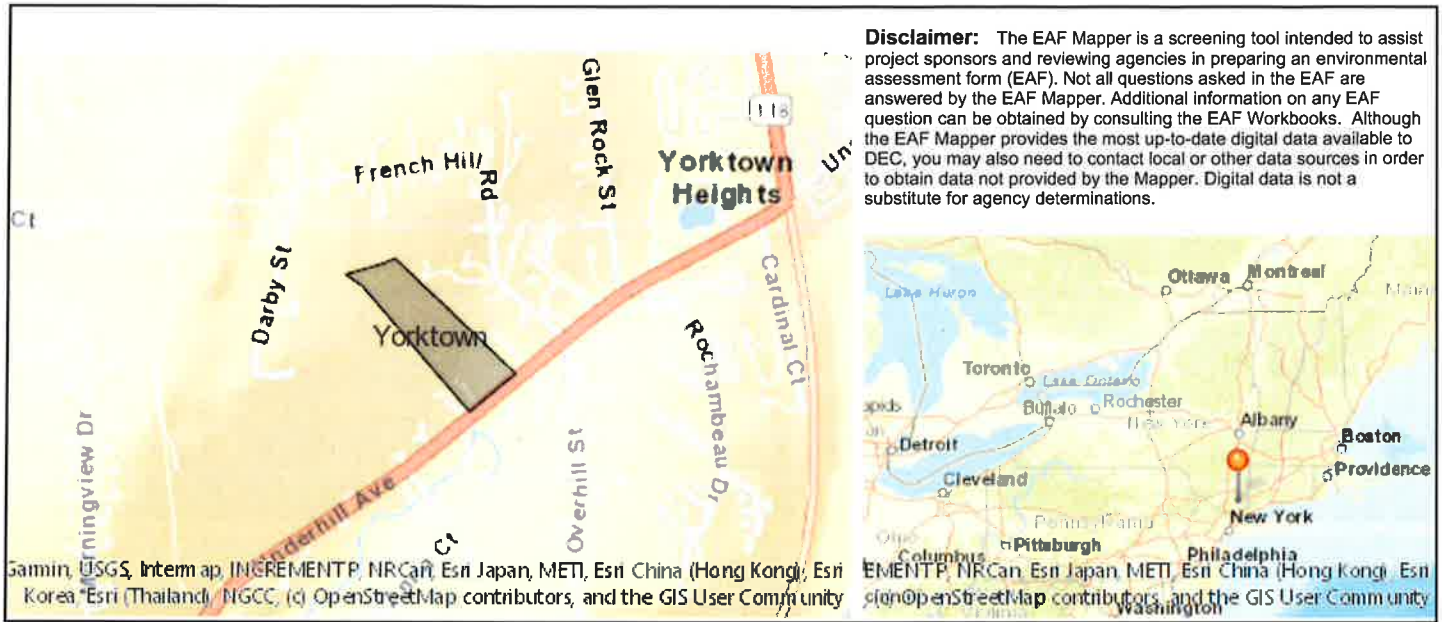 Disclaimer: The EAF Mapper is a screening tool intended to assist
project sponsors and reviewing agencies in preparing an environmental
assessment form (EAF). Not all questions asked in the EAF are
answered by the EAF Mapper. Additional information on any EAF
question can be obtained by consulting the EAF Workbooks. Although
the EAF Mapper provides the most up-to-date digital data available to
DEC, you may also need to contact local or other data sources in order
to obtain data not provided by the Mapper. Digital data is not a
substitute for agency determinations.
Glen Rock St
118
French Hill Rd
Yorktown
Heights
Ct
Darby St
Cardinal Ct
Yorktown
Rochambeau Dr
Morningview Dr
Overhill St
Underhill Ave
Ct
Garmin, USGS, Intermap, INCREMENT P, NRCan, Esri Japan, METI, Esri China (Hong Kong), Esri
Korea, Esri (Thailand), NGCC, (c) OpenStreetMap contributors, and the GIS User Community
Ottawa
Montreal
Lake Huron
Toronto
Lake Ontario
Buffalo
Rochester
New York
Albany
Detroit
Boston
Providence
Cleveland
New York
Pennsylvania
Pittsburgh
Philadelphia
Columbus
EMENT P, NRCan, Esri Japan, METI, Esri China (Hong Kong), Esri
OpenStreetMap contributors, and the GIS User Community
Washington